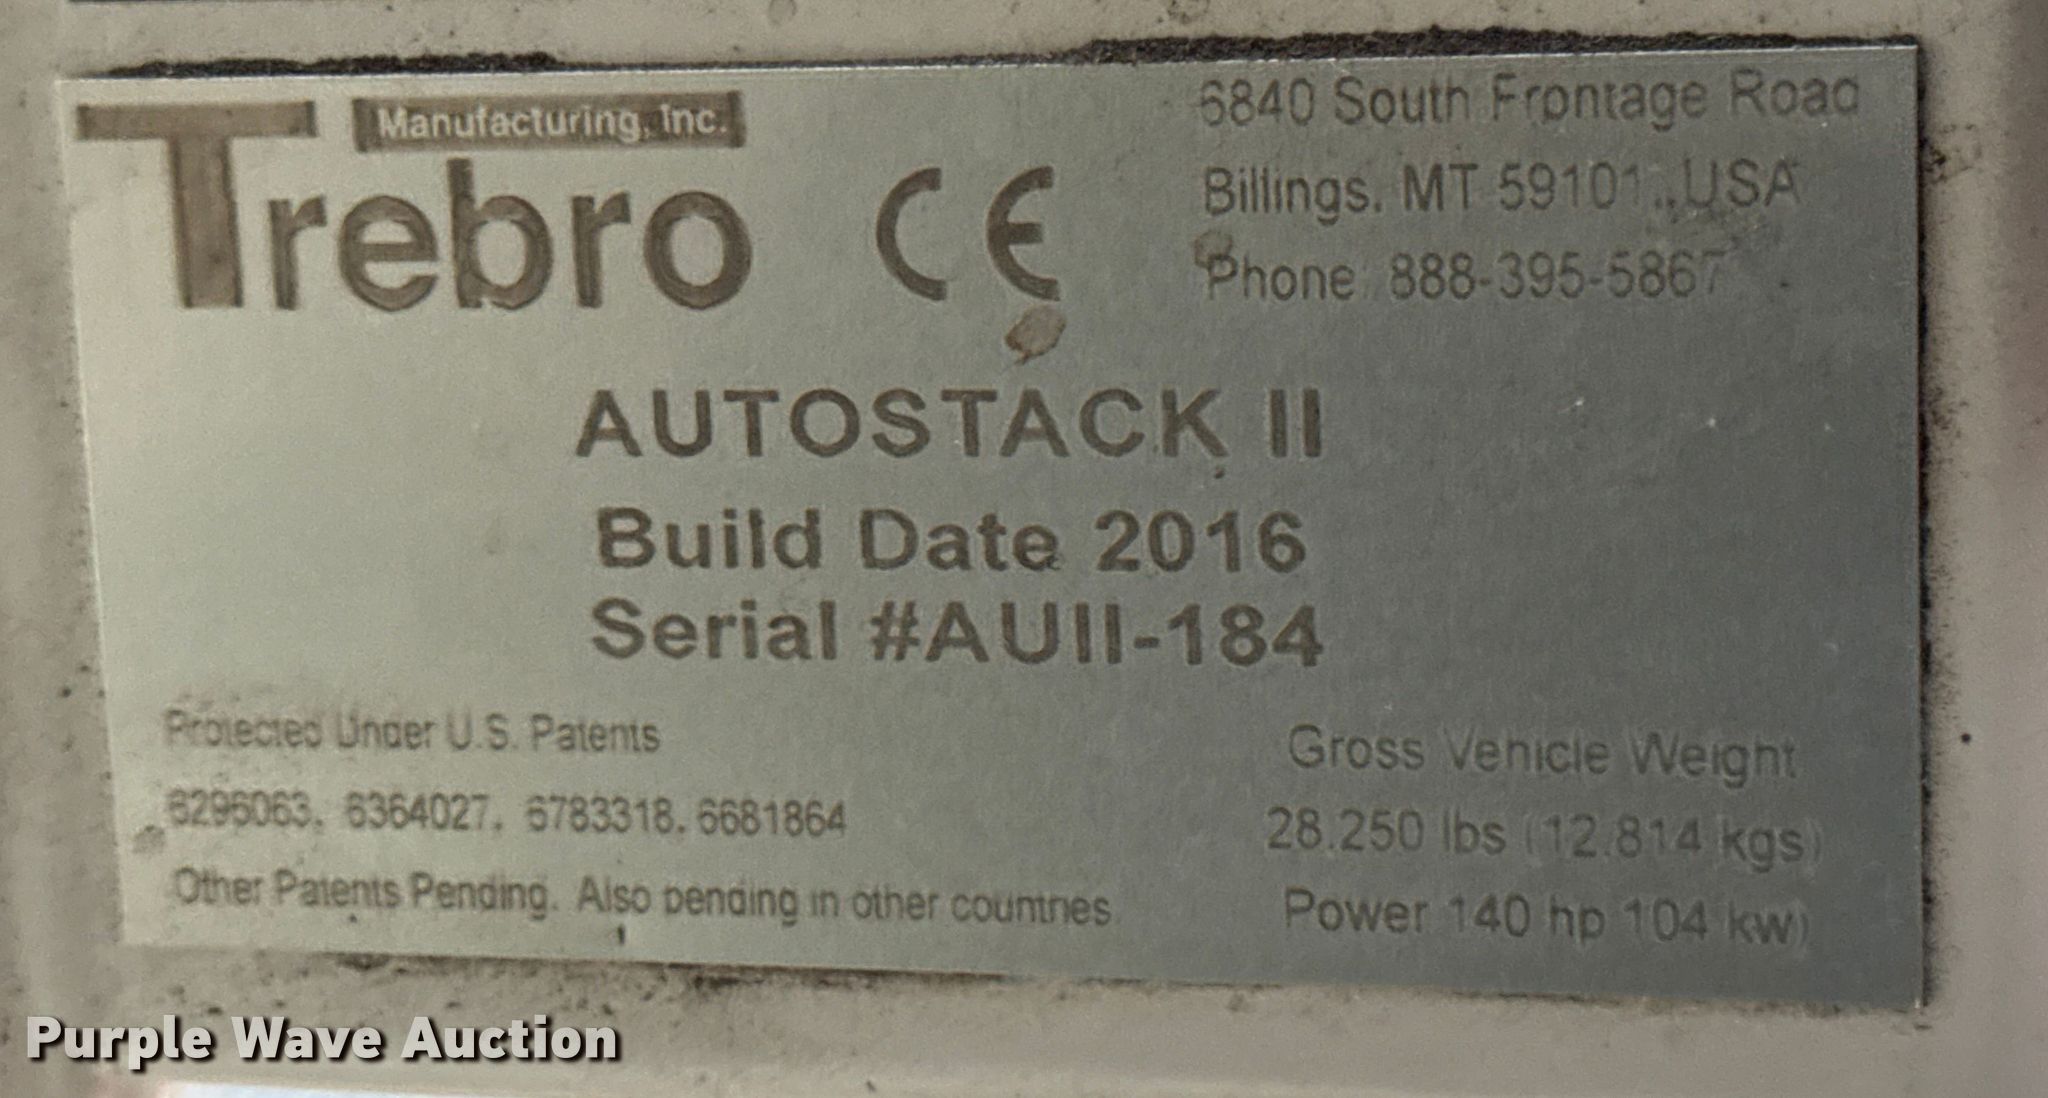 Manufacturing, Inc.
Trebro CE
6840 South Frontage Road
Billings, MT 59101, USA
Phone 888-395-5867
AUTOSTACK II
Build Date 2016
Serial #AUII-184
Protected Under U.S. Patents
6296063, 6364027, 6783318, 6681864
Other Patents Pending. Also pending in other countries
Gross Vehicle Weight
28,250 lbs (12,814 kgs)
Power 140 hp 104 kw)
Purple Wave Auction